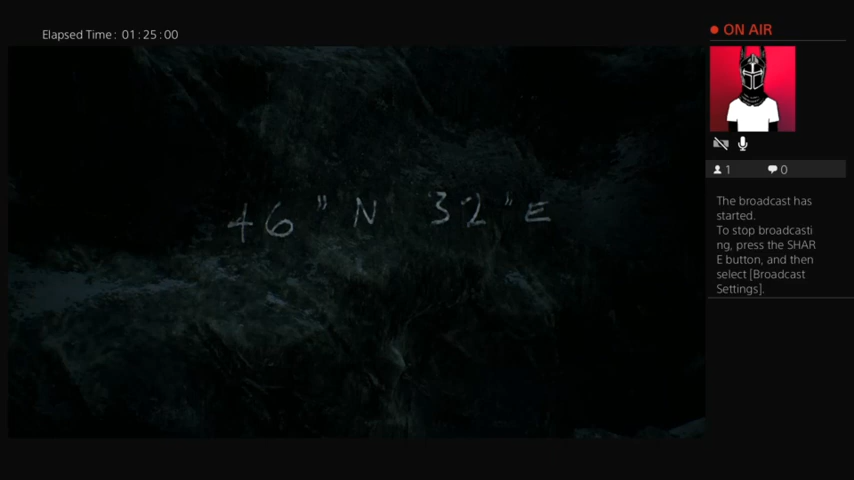 Elapsed Time: 01:25:00
ON AIR
46" N 32" E
1 0
The broadcast has
started.
To stop broadcasti
ng, press the SHAR
E button, and then
select [Broadcast
Settings].